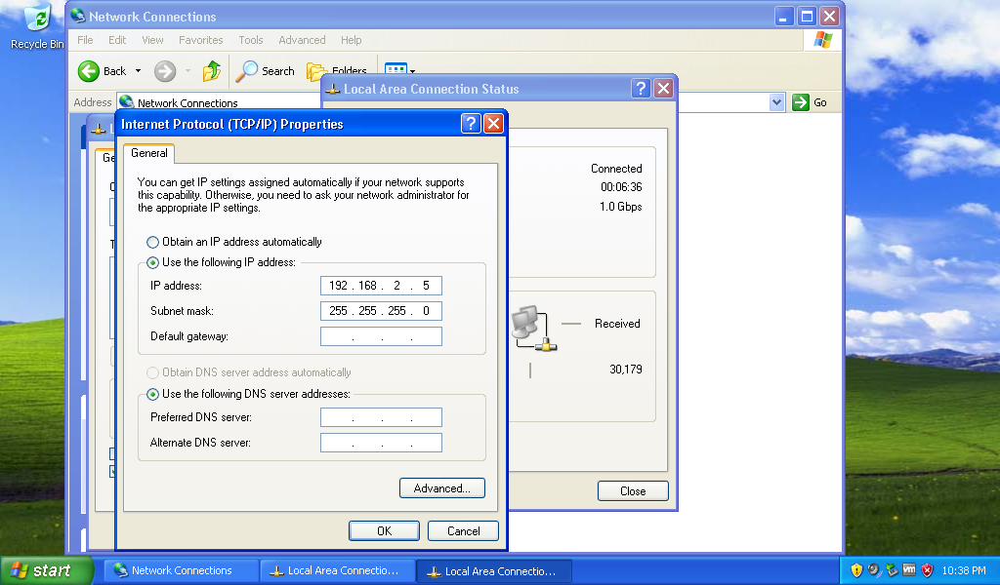 Recycle Bin
Network Connections
File Edit View Favorites Tools Advanced Help
Back Search Folders
Address Network Connections Go
Local Area Connection Status
Connected
00:06:36
1.0 Gbps
Received
30,179
Close
Internet Protocol (TCP/IP) Properties
General
You can get IP settings assigned automatically if your network supports
this capability. Otherwise, you need to ask your network administrator for
the appropriate IP settings.
Obtain an IP address automatically
Use the following IP address:
IP address: 192 . 168 . 2 . 5
Subnet mask: 255 . 255 . 255 . 0
Default gateway: . . .
Obtain DNS server address automatically
Use the following DNS server addresses:
Preferred DNS server: . . .
Alternate DNS server: . . .
Advanced...
OK Cancel
start Network Connections Local Area Connectio... Local Area Connectio... 10:38 PM